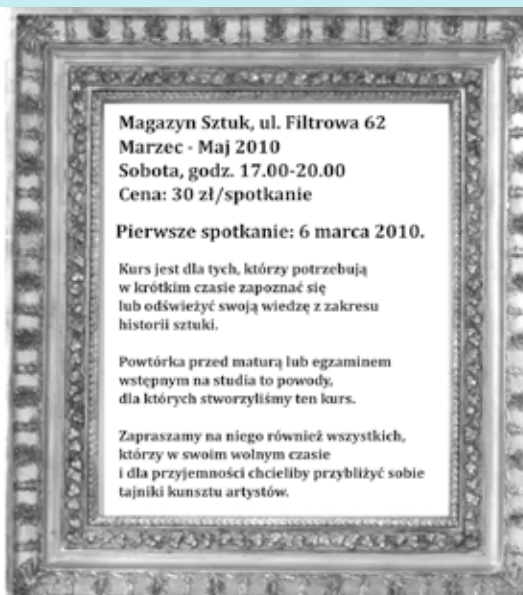 Magazyn Sztuk, ul. Filtrowa 62
Marzec - Maj 2010
Sobota, godz. 17.00-20.00
Cena: 30 zł/spotkanie
Pierwsze spotkanie: 6 marca 2010.
Kurs jest dla tych, którzy potrzebują
w krótkim czasie zapoznać się
lub odświeżyć swoją wiedzę z zakresu
historii sztuki.
Powtórka przed maturą lub egzaminem
wstępnym na studia to powody,
dla których stworzyliśmy ten kurs.
Zapraszamy na niego również wszystkich,
którzy w swoim wolnym czasie
i dla przyjemności chcieliby przybliżyć sobie
tajniki kunsztu artystów.